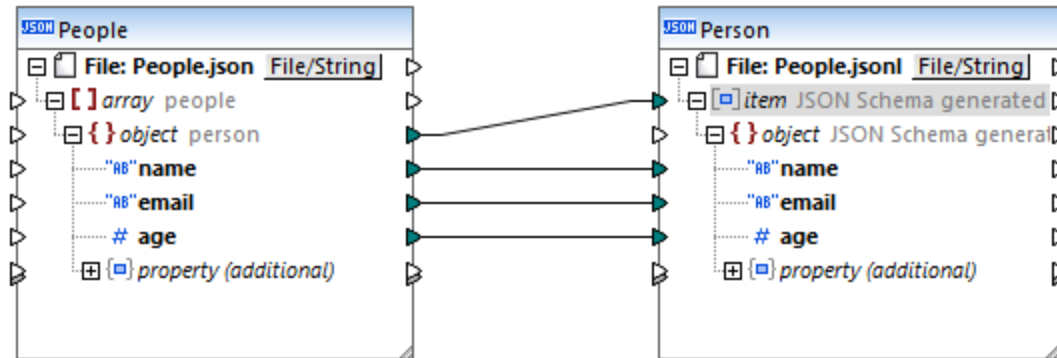 JSON People
File: People.json File/String
[ ] array people
{ } object person
"AB" name
"AB" email
# age
property (additional)
JSON Person
File: People.jsonl File/String
item JSON Schema generated
{ } object JSON Schema generat
"AB" name
"AB" email
# age
property (additional)